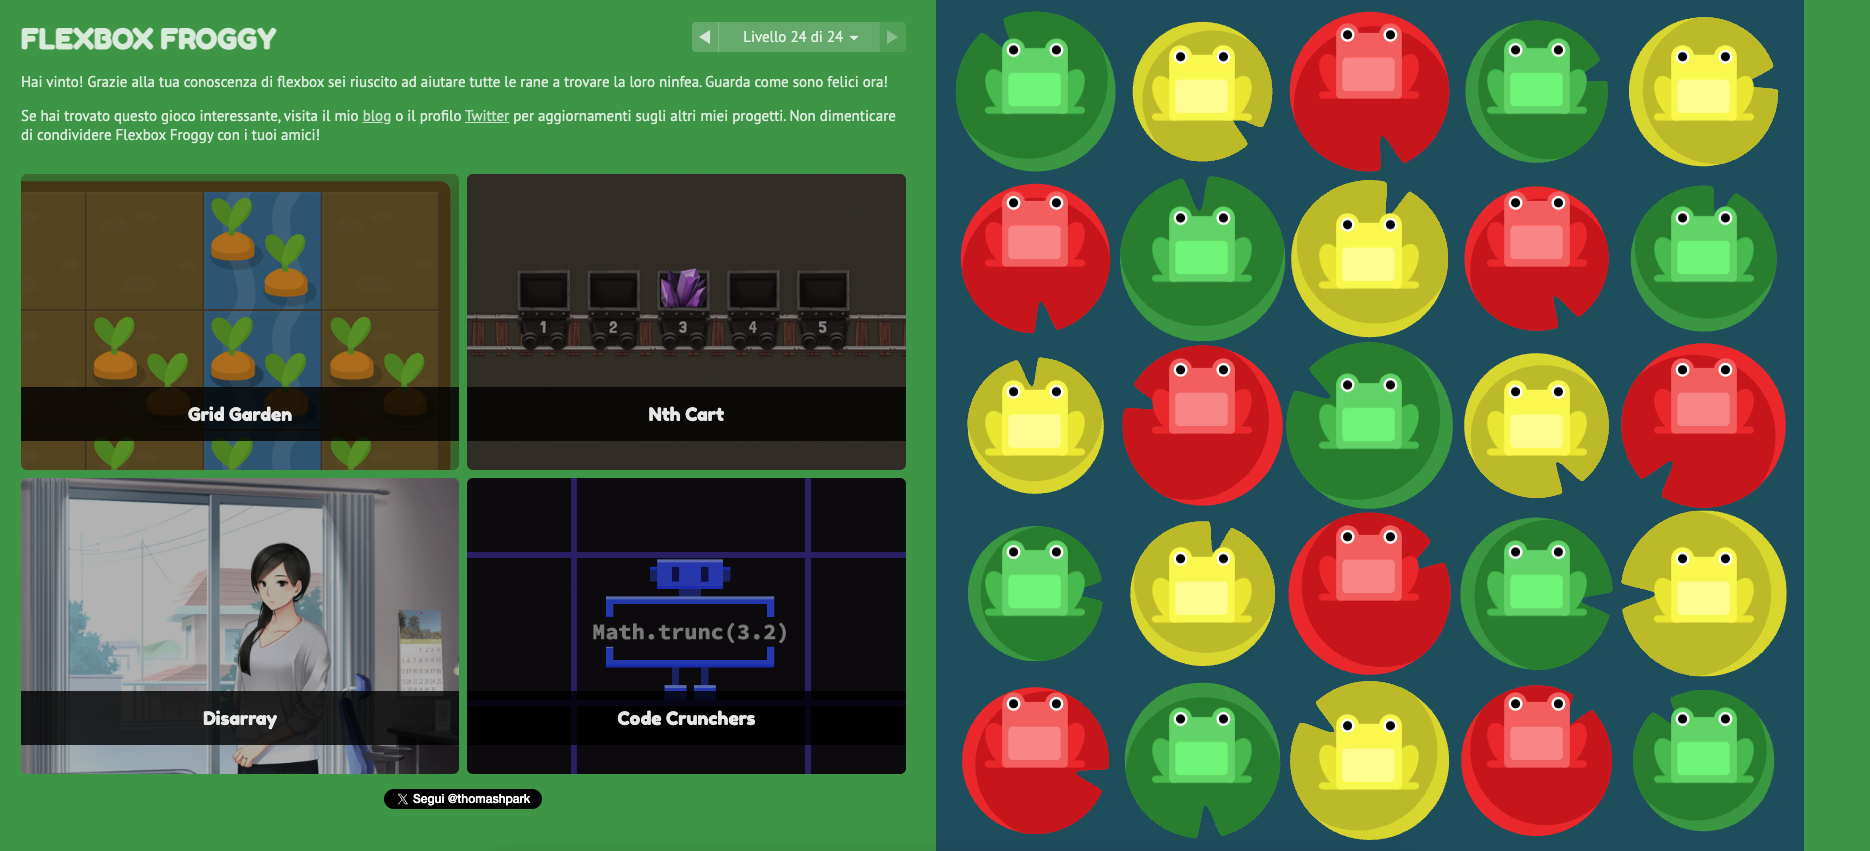 FLEXBOX FROGGY
Livello 24 di 24
Hai vinto! Grazie alla tua conoscenza di flexbox sei riuscito ad aiutare tutte le rane a trovare la loro ninfea. Guarda come sono felici ora!
Se hai trovato questo gioco interessante, visita il mio blog o il profilo Twitter per aggiornamenti sugli altri miei progetti. Non dimenticare
di condividere Flexbox Froggy con i tuoi amici!
1 2 3 4 5
Grid Garden
Nth Cart
Math.trunc(3.2)
Disarray
Code Crunchers
𝕏 Segui @thomashpark